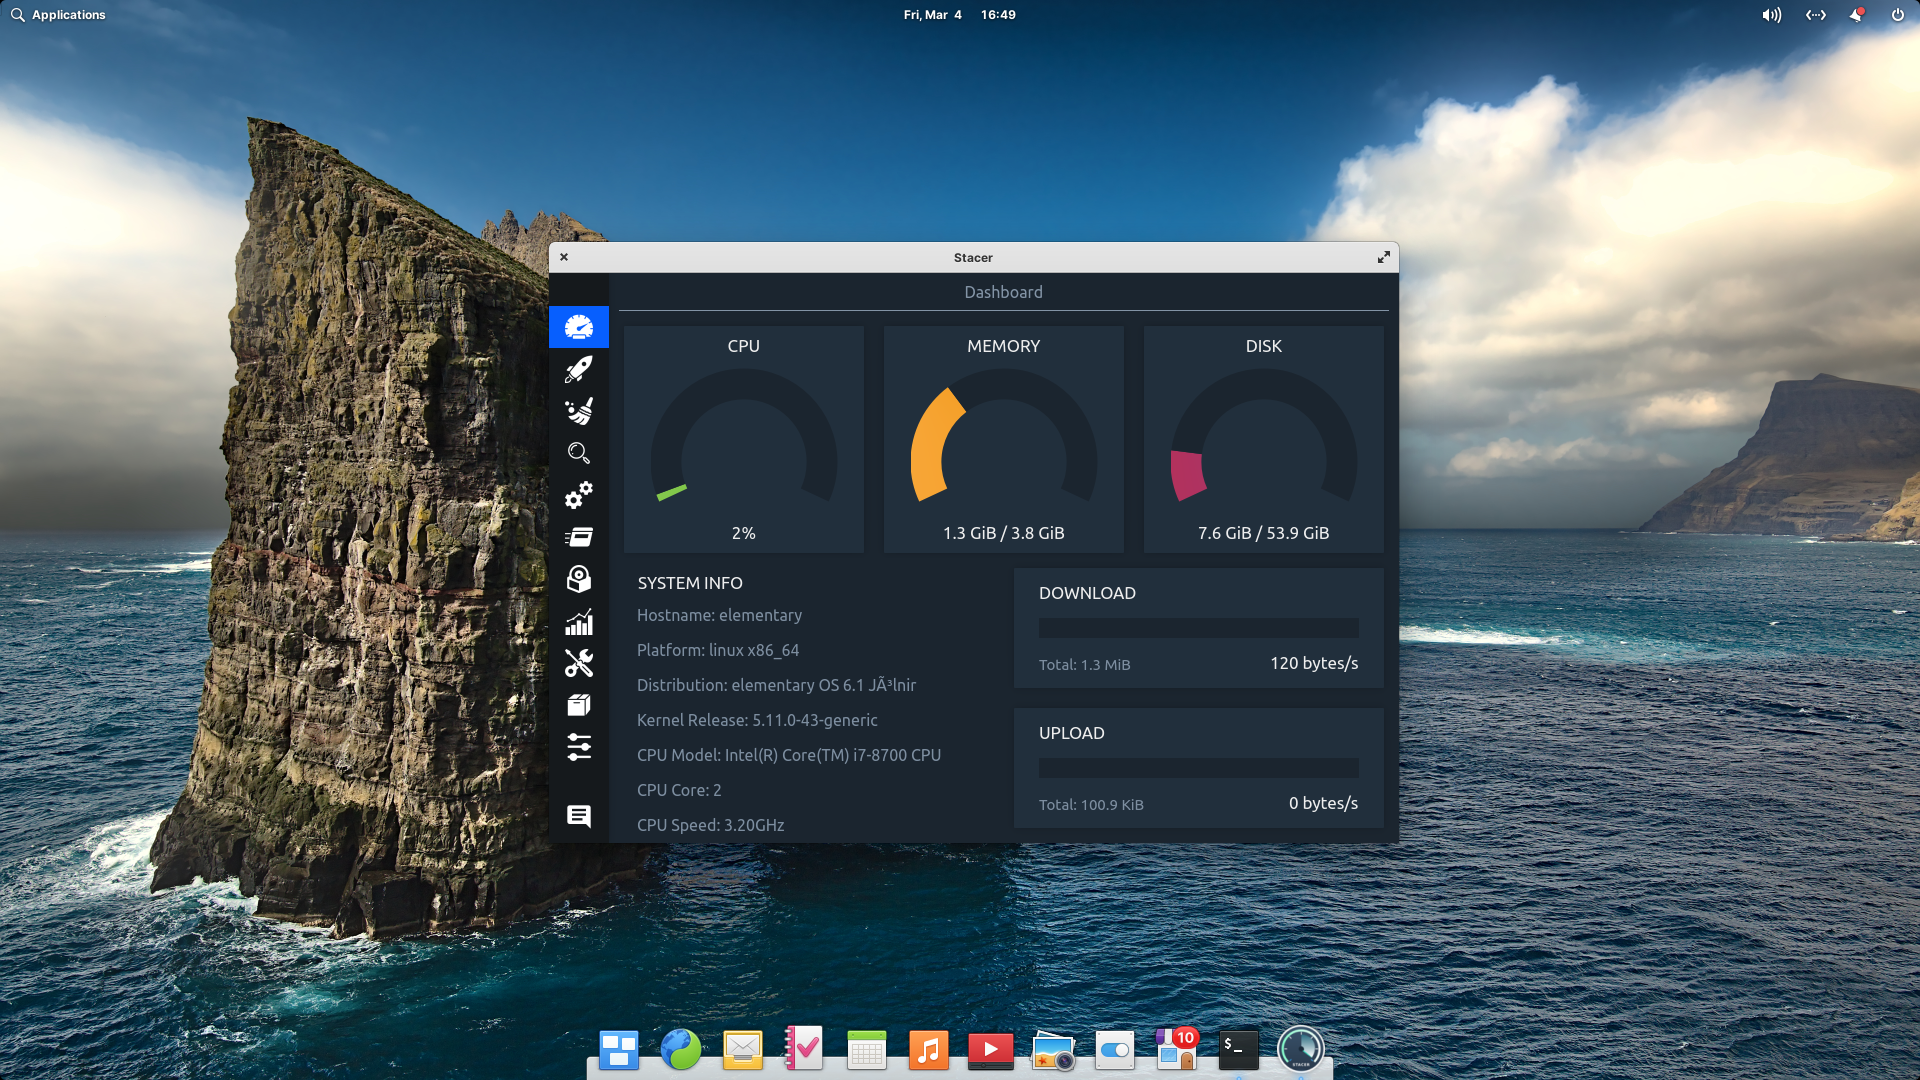 Applications
Fri, Mar 4 16:49
Stacer
Dashboard
CPU
MEMORY
DISK
2%
1.3 GiB / 3.8 GiB
7.6 GiB / 53.9 GiB
SYSTEM INFO
Hostname: elementary
Platform: linux x86_64
Distribution: elementary OS 6.1 JÃ³lnir
Kernel Release: 5.11.0-43-generic
CPU Model: Intel(R) Core(TM) i7-8700 CPU
CPU Core: 2
CPU Speed: 3.20GHz
DOWNLOAD
Total: 1.3 MiB
120 bytes/s
UPLOAD
Total: 100.9 KiB
0 bytes/s
10
$_
STACER